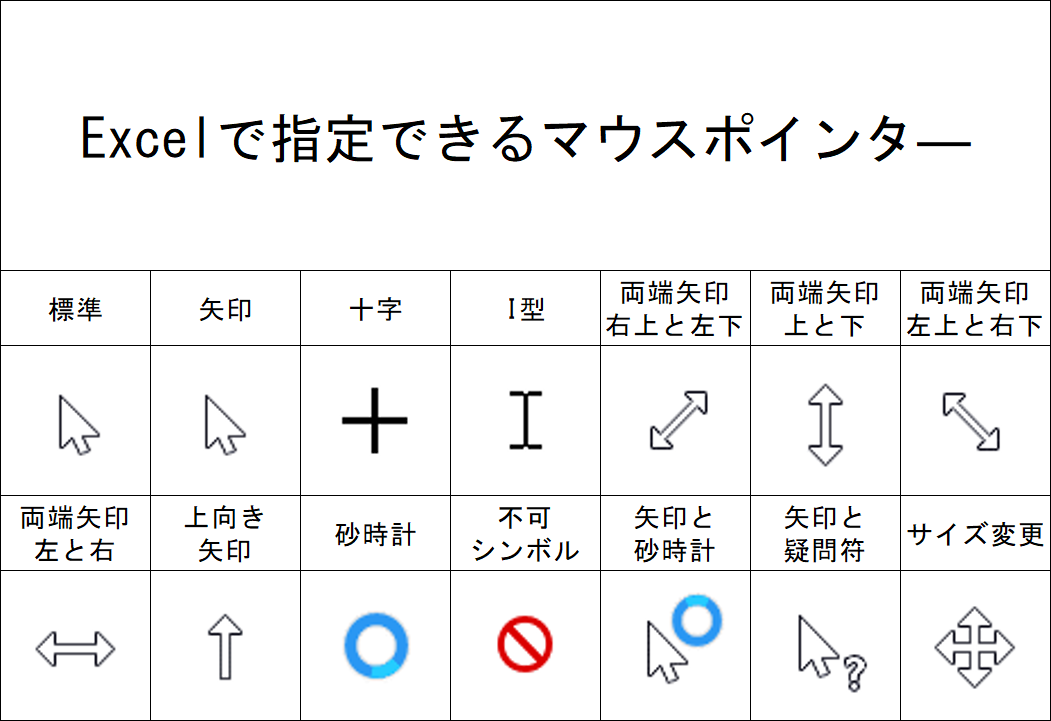 Excelで指定できるマウスポインター
標準
矢印
十字
I型
両端矢印
右上と左下
両端矢印
上と下
両端矢印
左上と右下
両端矢印
左と右
上向き
矢印
砂時計
不可
シンボル
矢印と
砂時計
矢印と
疑問符
サイズ変更